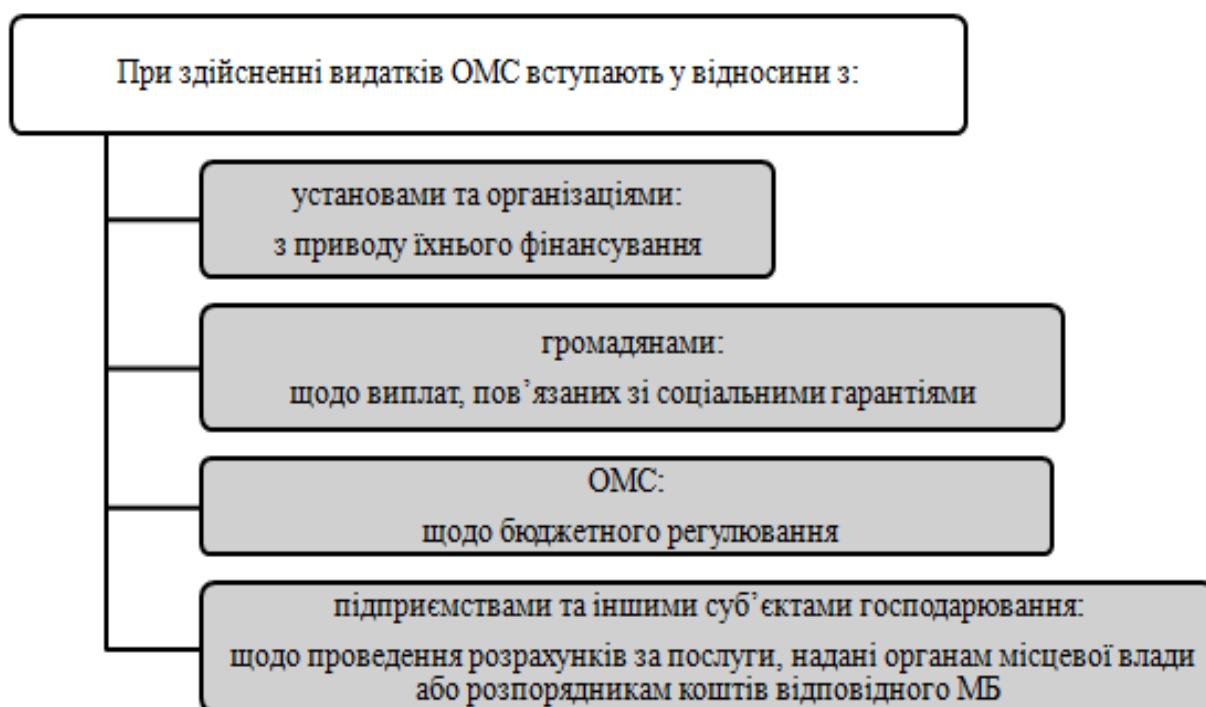 При здійсненні видатків ОМС вступають у відносини з:
установами та організаціями:
з приводу їхнього фінансування
громадянами:
щодо виплат, пов’язаних зі соціальними гарантіями
ОМС:
щодо бюджетного регулювання
підприємствами та іншими суб’єктами господарювання:
щодо проведення розрахунків за послуги, надані органам місцевої влади
або розпорядникам коштів відповідного МБ